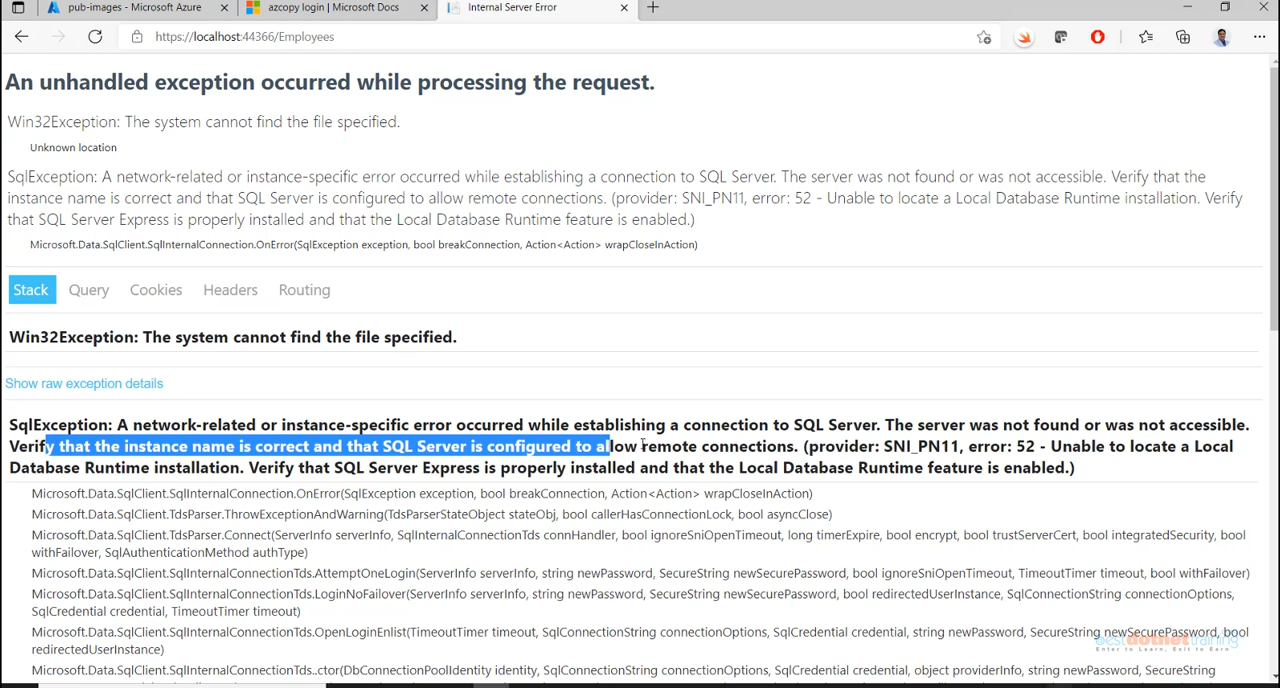 pub-images - Microsoft Azure
azcopy login | Microsoft Docs
Internal Server Error
https://localhost:44366/Employees
An unhandled exception occurred while processing the request.
Win32Exception: The system cannot find the file specified.
Unknown location
SqlException: A network-related or instance-specific error occurred while establishing a connection to SQL Server. The server was not found or was not accessible. Verify that the
instance name is correct and that SQL Server is configured to allow remote connections. (provider: SNI_PN11, error: 52 - Unable to locate a Local Database Runtime installation. Verify
that SQL Server Express is properly installed and that the Local Database Runtime feature is enabled.)
Microsoft.Data.SqlClient.SqlInternalConnection.OnError(SqlException exception, bool breakConnection, Action<Action> wrapCloseInAction)
Stack Query Cookies Headers Routing
Win32Exception: The system cannot find the file specified.
Show raw exception details
SqlException: A network-related or instance-specific error occurred while establishing a connection to SQL Server. The server was not found or was not accessible.
Verify that the instance name is correct and that SQL Server is configured to allow remote connections. (provider: SNI_PN11, error: 52 - Unable to locate a Local
Database Runtime installation. Verify that SQL Server Express is properly installed and that the Local Database Runtime feature is enabled.)
Microsoft.Data.SqlClient.SqlInternalConnection.OnError(SqlException exception, bool breakConnection, Action<Action> wrapCloseInAction)
Microsoft.Data.SqlClient.TdsParser.ThrowExceptionAndWarning(TdsParserStateObject stateObj, bool callerHasConnectionLock, bool asyncClose)
Microsoft.Data.SqlClient.TdsParser.Connect(ServerInfo serverInfo, SqlInternalConnectionTds connHandler, bool ignoreSniOpenTimeout, long timerExpire, bool encrypt, bool trustServerCert, bool integratedSecurity, bool
withFailover, SqlAuthenticationMethod authType)
Microsoft.Data.SqlClient.SqlInternalConnectionTds.AttemptOneLogin(ServerInfo serverInfo, string newPassword, SecureString newSecurePassword, bool ignoreSniOpenTimeout, TimeoutTimer timeout, bool withFailover)
Microsoft.Data.SqlClient.SqlInternalConnectionTds.LoginNoFailover(ServerInfo serverInfo, string newPassword, SecureString newSecurePassword, bool redirectedUserInstance, SqlConnectionString connectionOptions,
SqlCredential credential, TimeoutTimer timeout)
Microsoft.Data.SqlClient.SqlInternalConnectionTds.OpenLoginEnlist(TimeoutTimer timeout, SqlConnectionString connectionOptions, SqlCredential credential, string newPassword, SecureString newSecurePassword, bool
redirectedUserInstance)
bestdotnettraining
Enter to Learn, Exit to Earn
Microsoft.Data.SqlClient.SqlInternalConnectionTds..ctor(DbConnectionPoolIdentity identity, SqlConnectionString connectionOptions, SqlCredential credential, object providerInfo, string newPassword, SecureString